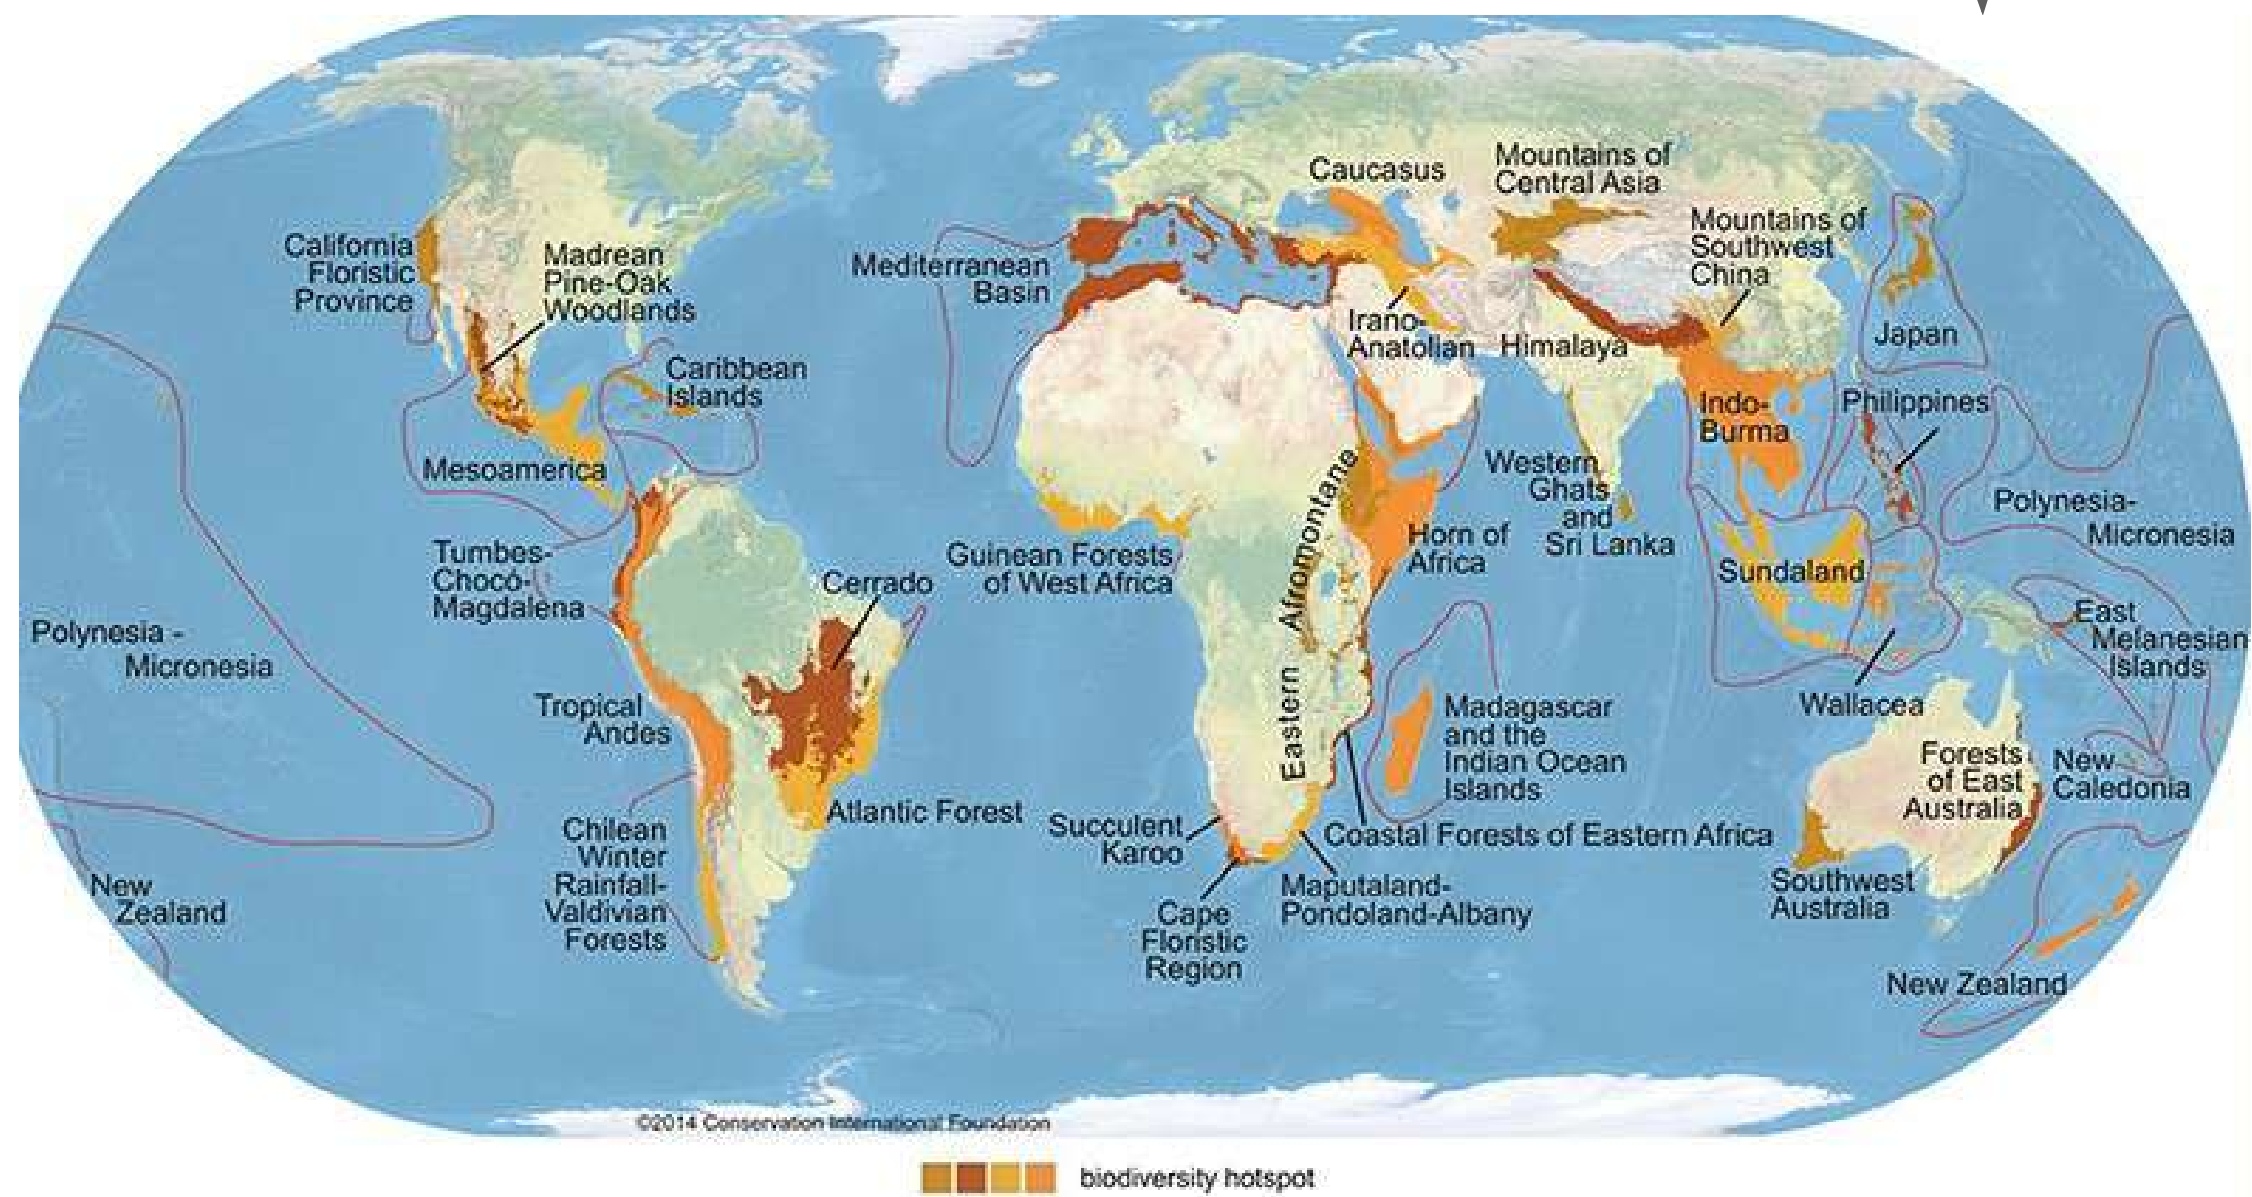 Caucasus
Mountains of
Central Asia
Mountains of
Southwest
China
California
Floristic
Province
Madrean
Pine-Oak
Woodlands
Mediterranean
Basin
Irano-
Anatolian
Himalaya
Japan
Caribbean
Islands
Indo-
Burma
Philippines
Mesoamerica
Western
Ghats
and
Sri Lanka
Polynesia-
Micronesia
Tumbes-
Chocó-
Magdalena
Guinean Forests
of West Africa
Horn of
Africa
Eastern Afromontane
Cerrado
Sundaland
East
Melanesian
Islands
Polynesia -
Micronesia
Tropical
Andes
Madagascar
and the
Indian Ocean
Islands
Wallacea
Forests
of East
Australia
New
Caledonia
Atlantic Forest
Chilean
Winter
Rainfall-
Valdivian
Forests
Succulent
Karoo
Coastal Forests of Eastern Africa
Cape
Floristic
Region
Maputaland-
Pondoland-Albany
Southwest
Australia
New
Zealand
New Zealand
©2014 Conservation International Foundation
biodiversity hotspot